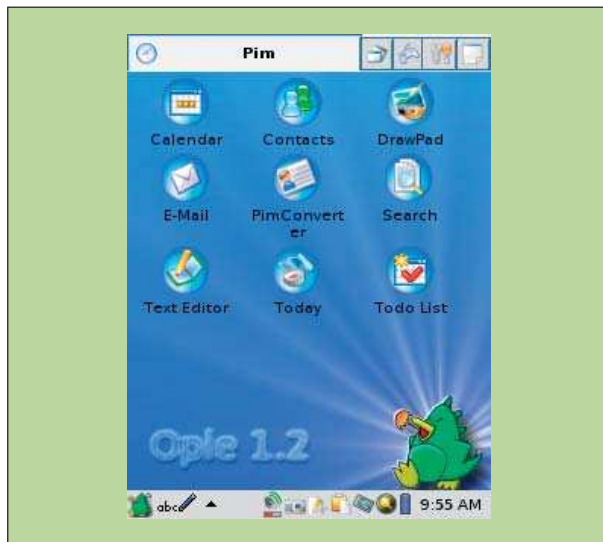 Pim
Calendar Contacts DrawPad
E-Mail PimConvert
er Search
Text Editor Today Todo List
Opie 1.2
abc 9:55 AM